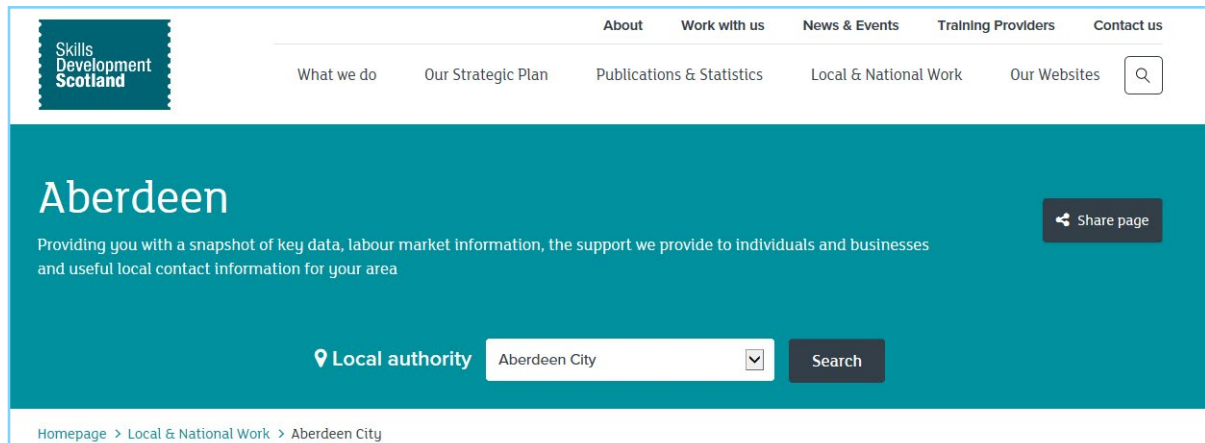 Skills
Development
Scotland
About Work with us News & Events Training Providers Contact us
What we do Our Strategic Plan Publications & Statistics Local & National Work Our Websites
Aberdeen
Share page
Providing you with a snapshot of key data, labour market information, the support we provide to individuals and businesses
and useful local contact information for your area
Local authority Aberdeen City Search
Homepage > Local & National Work > Aberdeen City